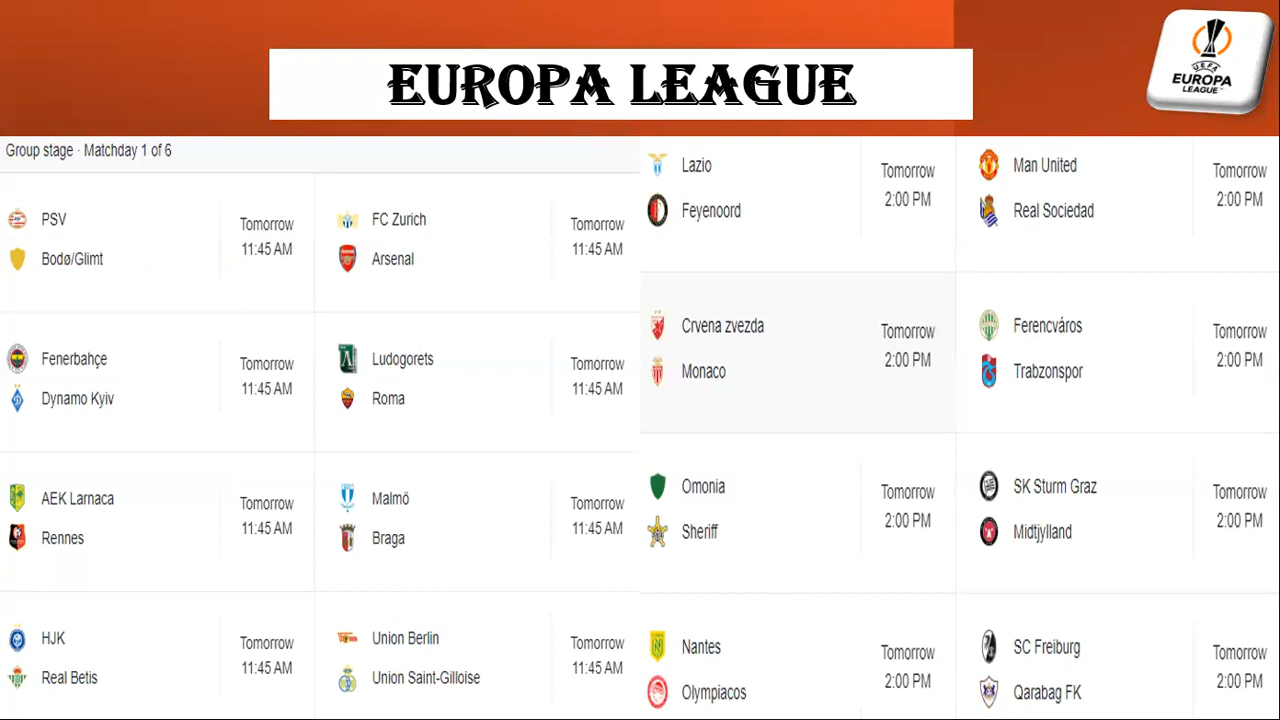 EUROPA LEAGUE
UEFA
EUROPA
LEAGUE™
Group stage · Matchday 1 of 6
PSV
Bodø/Glimt
Tomorrow
11:45 AM
FC Zurich
Arsenal
Tomorrow
11:45 AM
Fenerbahçe
Dynamo Kyiv
Tomorrow
11:45 AM
Ludogorets
Roma
Tomorrow
11:45 AM
AEK Larnaca
Rennes
Tomorrow
11:45 AM
Malmö
Braga
Tomorrow
11:45 AM
HJK
Real Betis
Tomorrow
11:45 AM
Union Berlin
Union Saint-Gilloise
Tomorrow
11:45 AM
Lazio
Feyenoord
Tomorrow
2:00 PM
Man United
Real Sociedad
Tomorrow
2:00 PM
Crvena zvezda
Monaco
Tomorrow
2:00 PM
Ferencváros
Trabzonspor
Tomorrow
2:00 PM
Omonia
Sheriff
Tomorrow
2:00 PM
SK Sturm Graz
Midtjylland
Tomorrow
2:00 PM
Nantes
Olympiacos
Tomorrow
2:00 PM
SC Freiburg
Qarabag FK
Tomorrow
2:00 PM